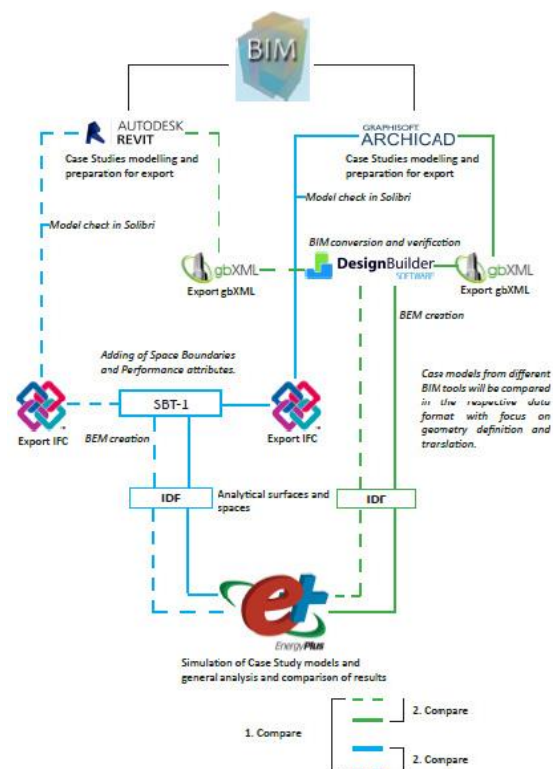 BIM
AUTODESK
REVIT
Case Studies modelling and
preparation for export
GRAPHISOFT
ARCHICAD
Case Studies modelling and
preparation for export
Model check in Solibri
Model check in Solibri
BIM conversion and verification
gbXML
Export gbXML
DesignBuilder
SOFTWARE
gbXML
Export gbXML
BEM creation
Adding of Space Boundaries
and Performance attributes.
Case models from different
BIM tools will be compared
in the respective data
format with focus on
geometry definition and
translation.
SBT-1
Export IFC
BEM creation
Export IFC
IDF
Analytical surfaces and
spaces
IDF
e+
EnergyPlus
Simulation of Case Study models and
general analysis and comparison of results
1. Compare
2. Compare
2. Compare